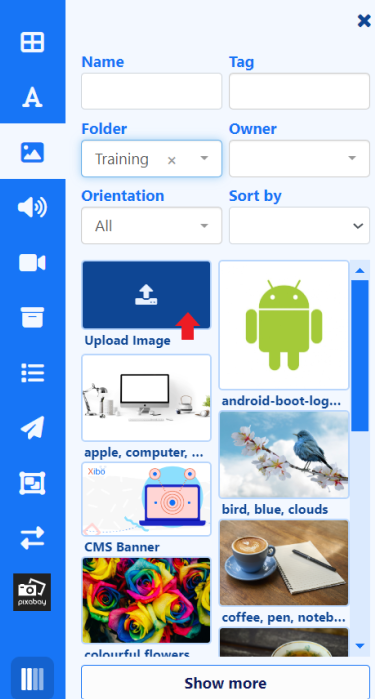 Name
Tag
Folder
Owner
Training ×
Orientation
Sort by
All
Upload Image
android-boot-log...
apple, computer, ...
bird, blue, clouds
Xibo
CMS Banner
coffee, pen, noteb...
colourful flowers
pixabay
Show more